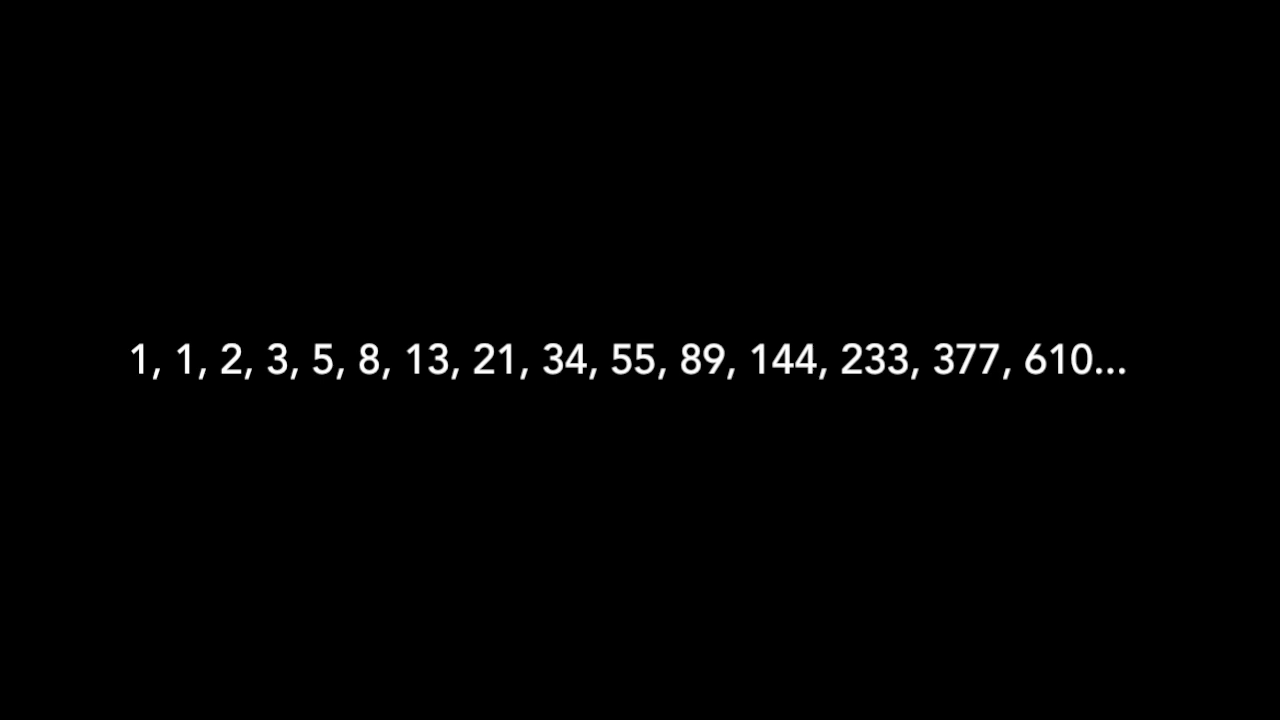 1, 1, 2, 3, 5, 8, 13, 21, 34, 55, 89, 144, 233, 377, 610...